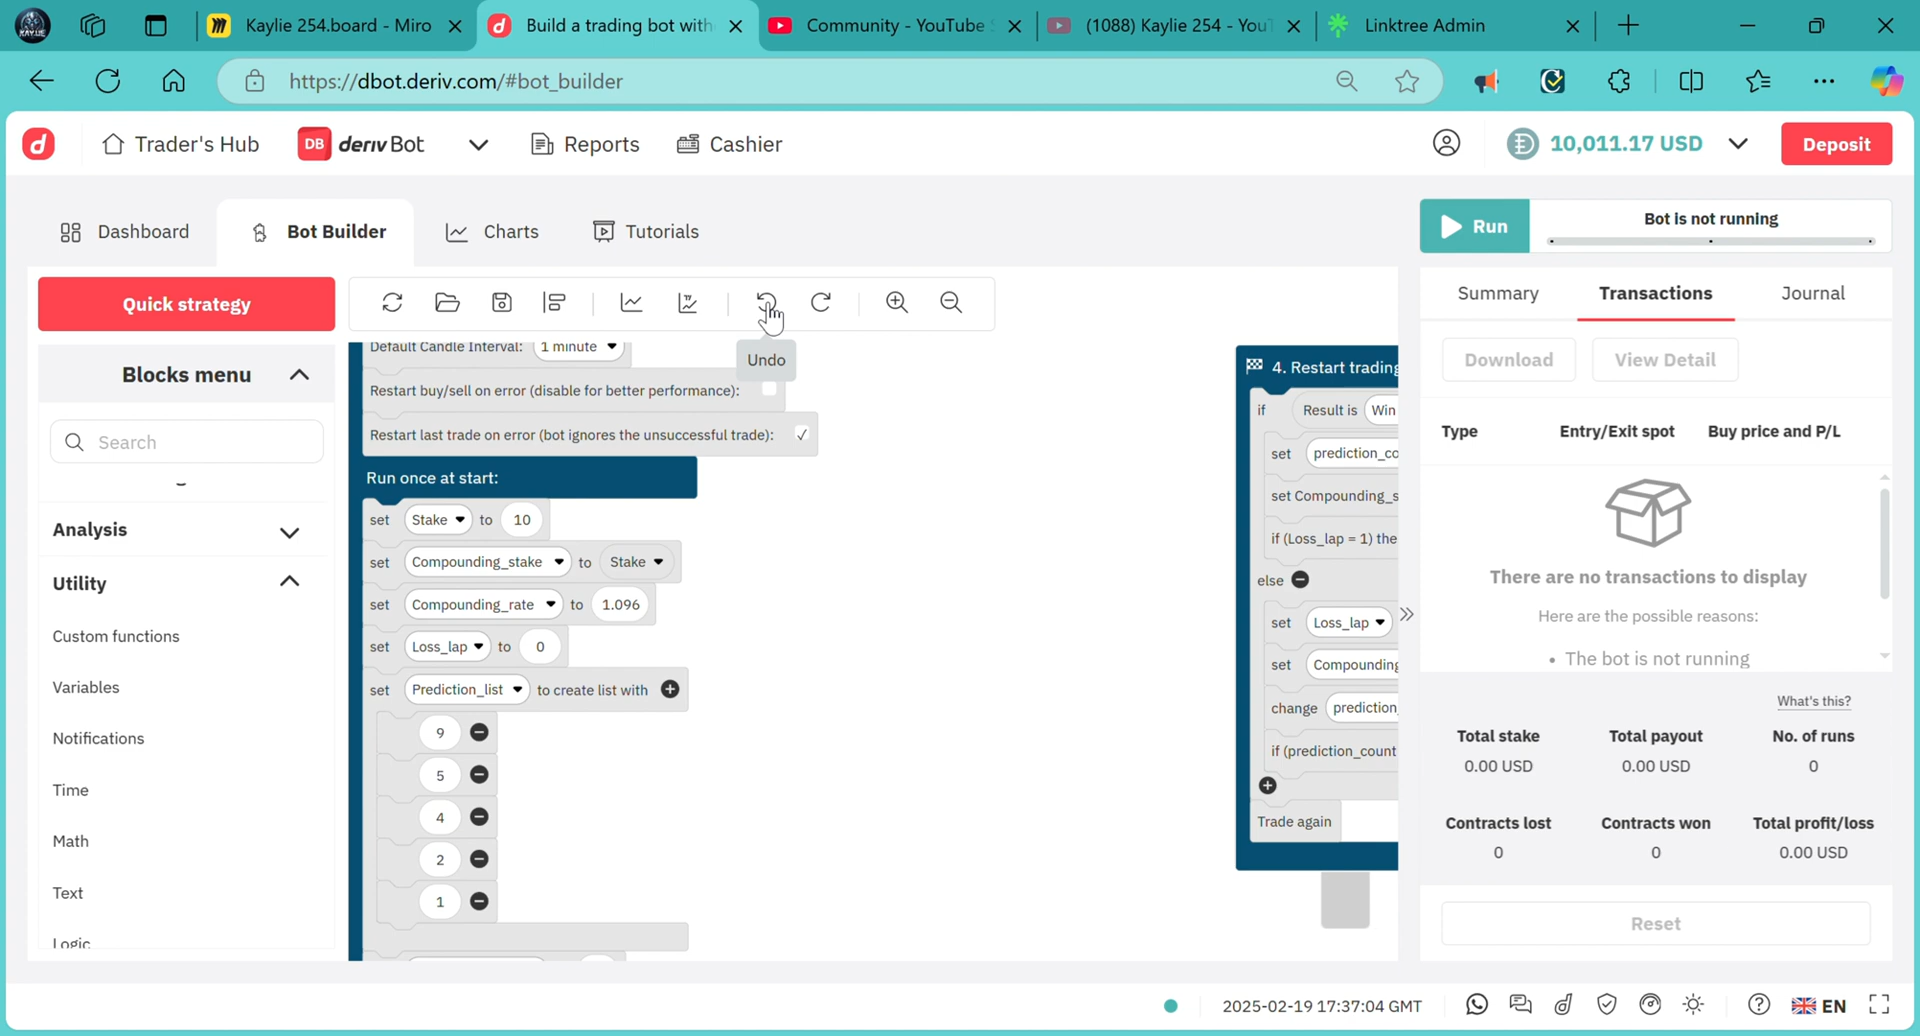 Kaylie 254.board - Miro
Build a trading bot with
Community - YouTube
(1088) Kaylie 254 - YouT
Linktree Admin
https://dbot.deriv.com/#bot_builder
d
Trader's Hub
DB deriv Bot
Reports
Cashier
10,011.17 USD
Deposit
Dashboard
Bot Builder
Charts
Tutorials
Run
Bot is not running
Quick strategy
Undo
Summary
Transactions
Journal
Download
View Detail
Blocks menu
Search
Analysis
Utility
Custom functions
Variables
Notifications
Time
Math
Text
Logic
Default Candle Interval: 1 minute
Restart buy/sell on error (disable for better performance):
Restart last trade on error (bot ignores the unsuccessful trade): ✓
Run once at start:
set Stake to 10
set Compounding_stake to Stake
set Compounding_rate to 1.096
set Loss_lap to 0
set Prediction_list to create list with
9
5
4
2
1
4. Restart trading
if Result is Win
set prediction_co
set Compounding_s
if (Loss_lap = 1) the
else
set Loss_lap
set Compounding
change prediction_
if (prediction_count
Trade again
Type
Entry/Exit spot
Buy price and P/L
There are no transactions to display
Here are the possible reasons:
• The bot is not running
What's this?
Total stake
Total payout
No. of runs
0.00 USD
0.00 USD
0
Contracts lost
Contracts won
Total profit/loss
0
0
0.00 USD
Reset
2025-02-19 17:37:04 GMT
EN